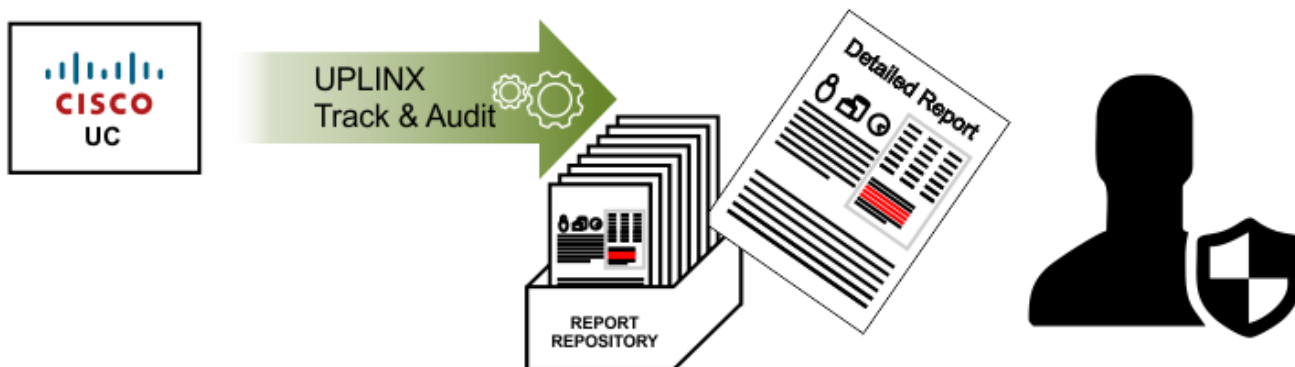 CISCO
UC
UPLINX
Track & Audit
Detailed Report
REPORT
REPOSITORY